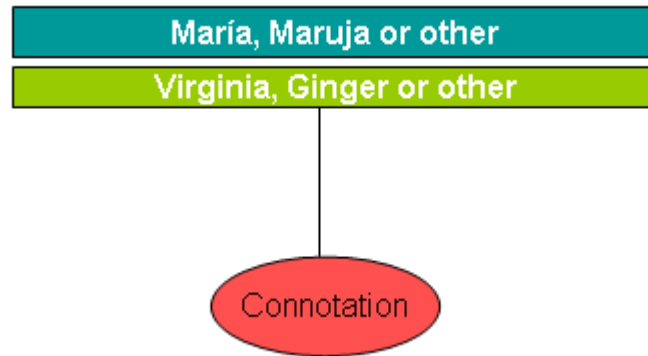 María, Maruja or other
Virginia, Ginger or other
Connotation